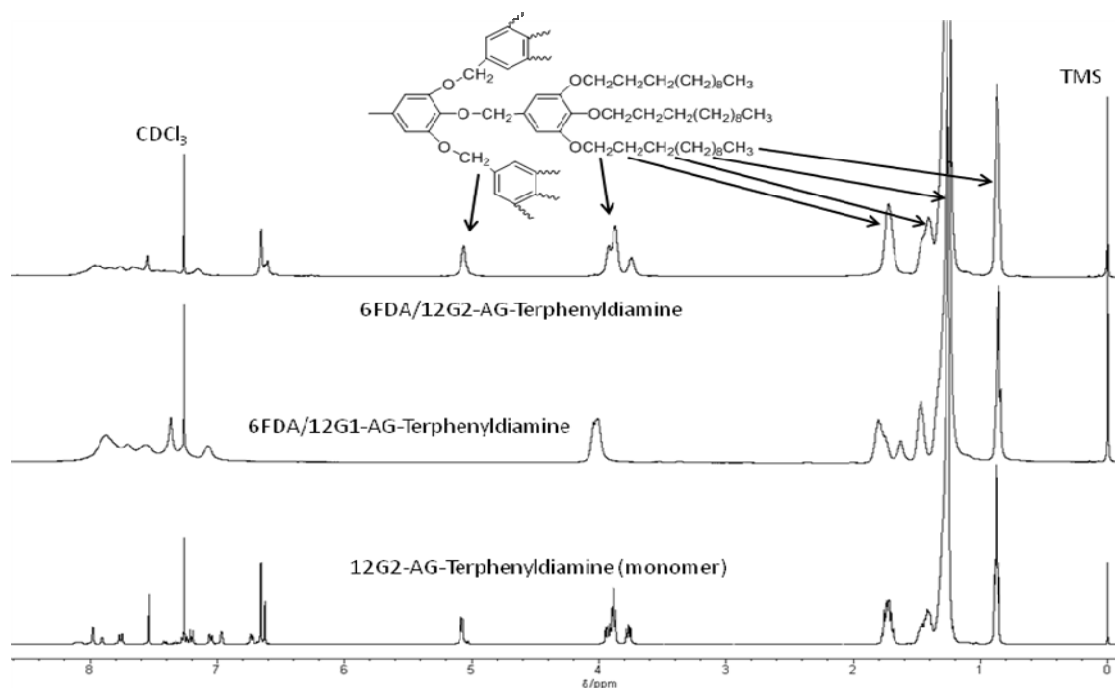 CH₂
OCH₂CH₂CH₂(CH₂)₈CH₃
O
O
OCH₂
OCH₂CH₂CH₂(CH₂)₈CH₃
O
CH₂
OCH₂CH₂CH₂(CH₂)₈CH₃
TMS
CDCl₃
6FDA/12G2-AG-Terphenyldiamine
6FDA/12G1-AG-Terphenyldiamine
12G2-AG-Terphenyldiamine (monomer)
8 7 6 5 4 3 2 1 0
δ/ppm